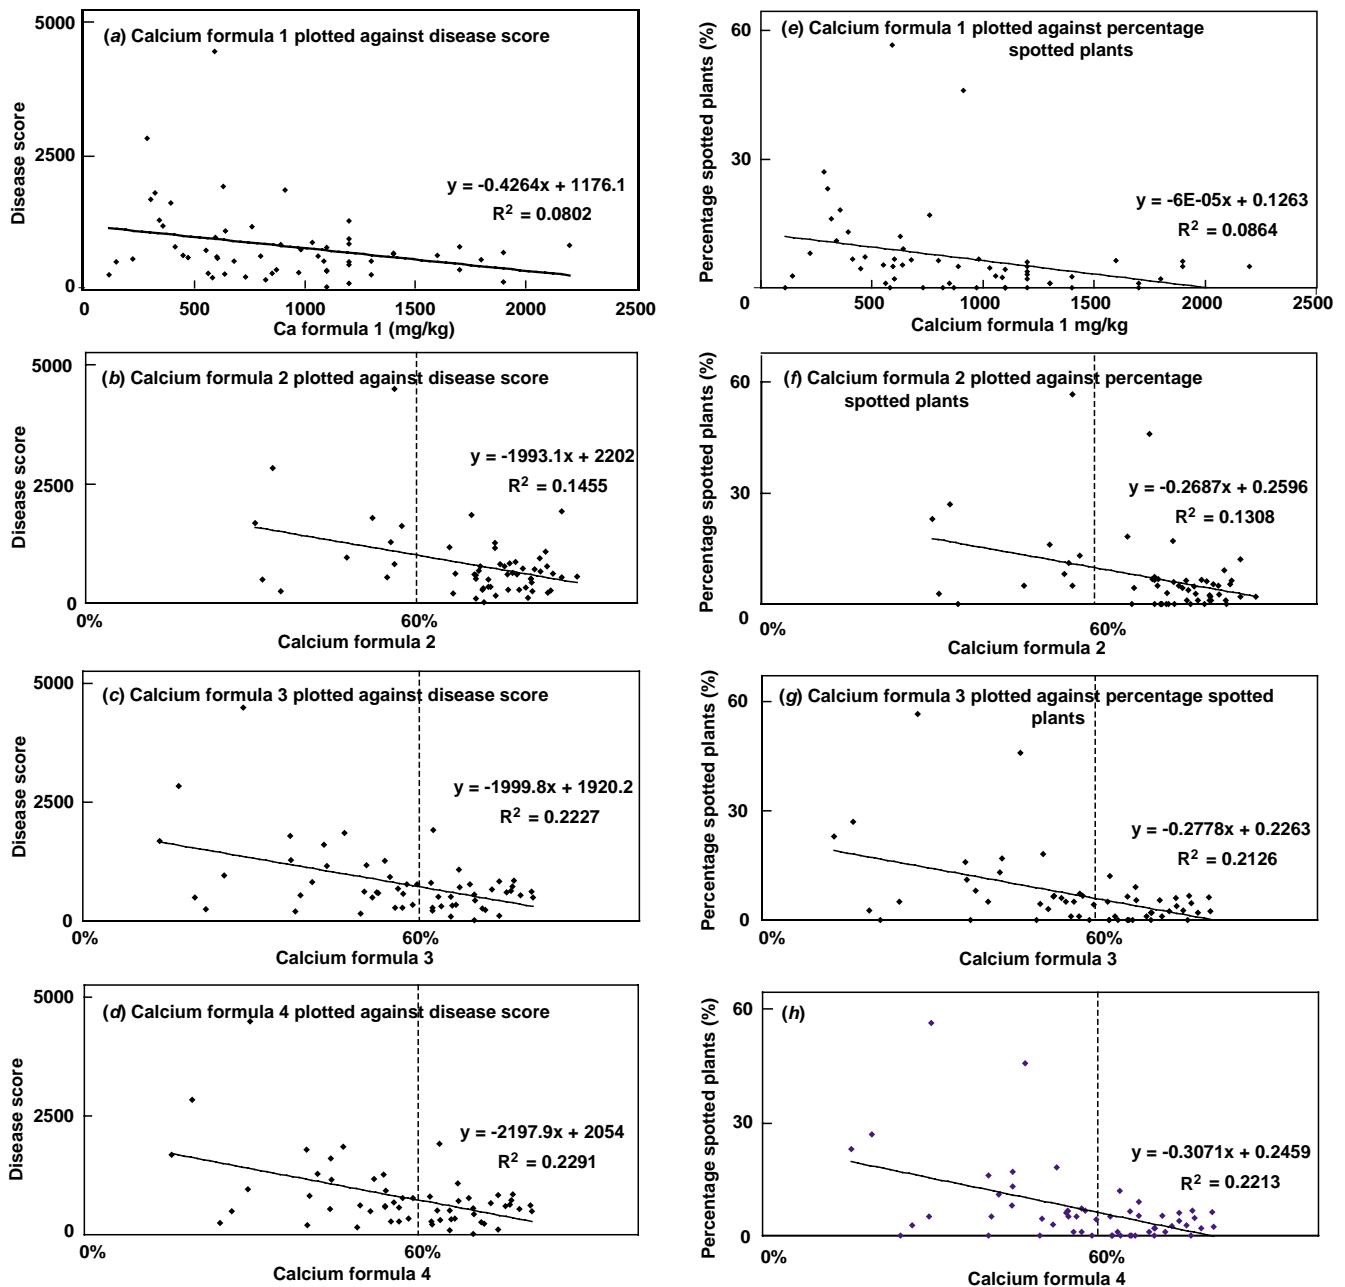 (a) Calcium formula 1 plotted against disease score
5000
2500
0
Disease score
y = -0.4264x + 1176.1
R2 = 0.0802
0 500 1000 1500 2000 2500
Ca formula 1 (mg/kg)
(b) Calcium formula 2 plotted against disease score
5000
2500
0
Disease score
y = -1993.1x + 2202
R2 = 0.1455
0% 60%
Calcium formula 2
(c) Calcium formula 3 plotted against disease score
5000
2500
0
Disease score
y = -1999.8x + 1920.2
R2 = 0.2227
0% 60%
Calcium formula 3
(d) Calcium formula 4 plotted against disease score
5000
2500
0
Disease score
y = -2197.9x + 2054
R2 = 0.2291
0% 60%
Calcium formula 4
(e) Calcium formula 1 plotted against percentage
spotted plants
60
30
0
Percentage spotted plants (%)
y = -6E-05x + 0.1263
R2 = 0.0864
500 1000 1500 2000 2500
Calcium formula 1 mg/kg
(f) Calcium formula 2 plotted against percentage
spotted plants
60
30
0
Percentage spotted plants (%)
y = -0.2687x + 0.2596
R2 = 0.1308
0% 60%
Calcium formula 2
(g) Calcium formula 3 plotted against percentage spotted
plants
60
30
0
Percentage spotted plants (%)
y = -0.2778x + 0.2263
R2 = 0.2126
0% 60%
Calcium formula 3
(h)
60
30
0
Percentage spotted plants (%)
y = -0.3071x + 0.2459
R2 = 0.2213
0% 60%
Calcium formula 4